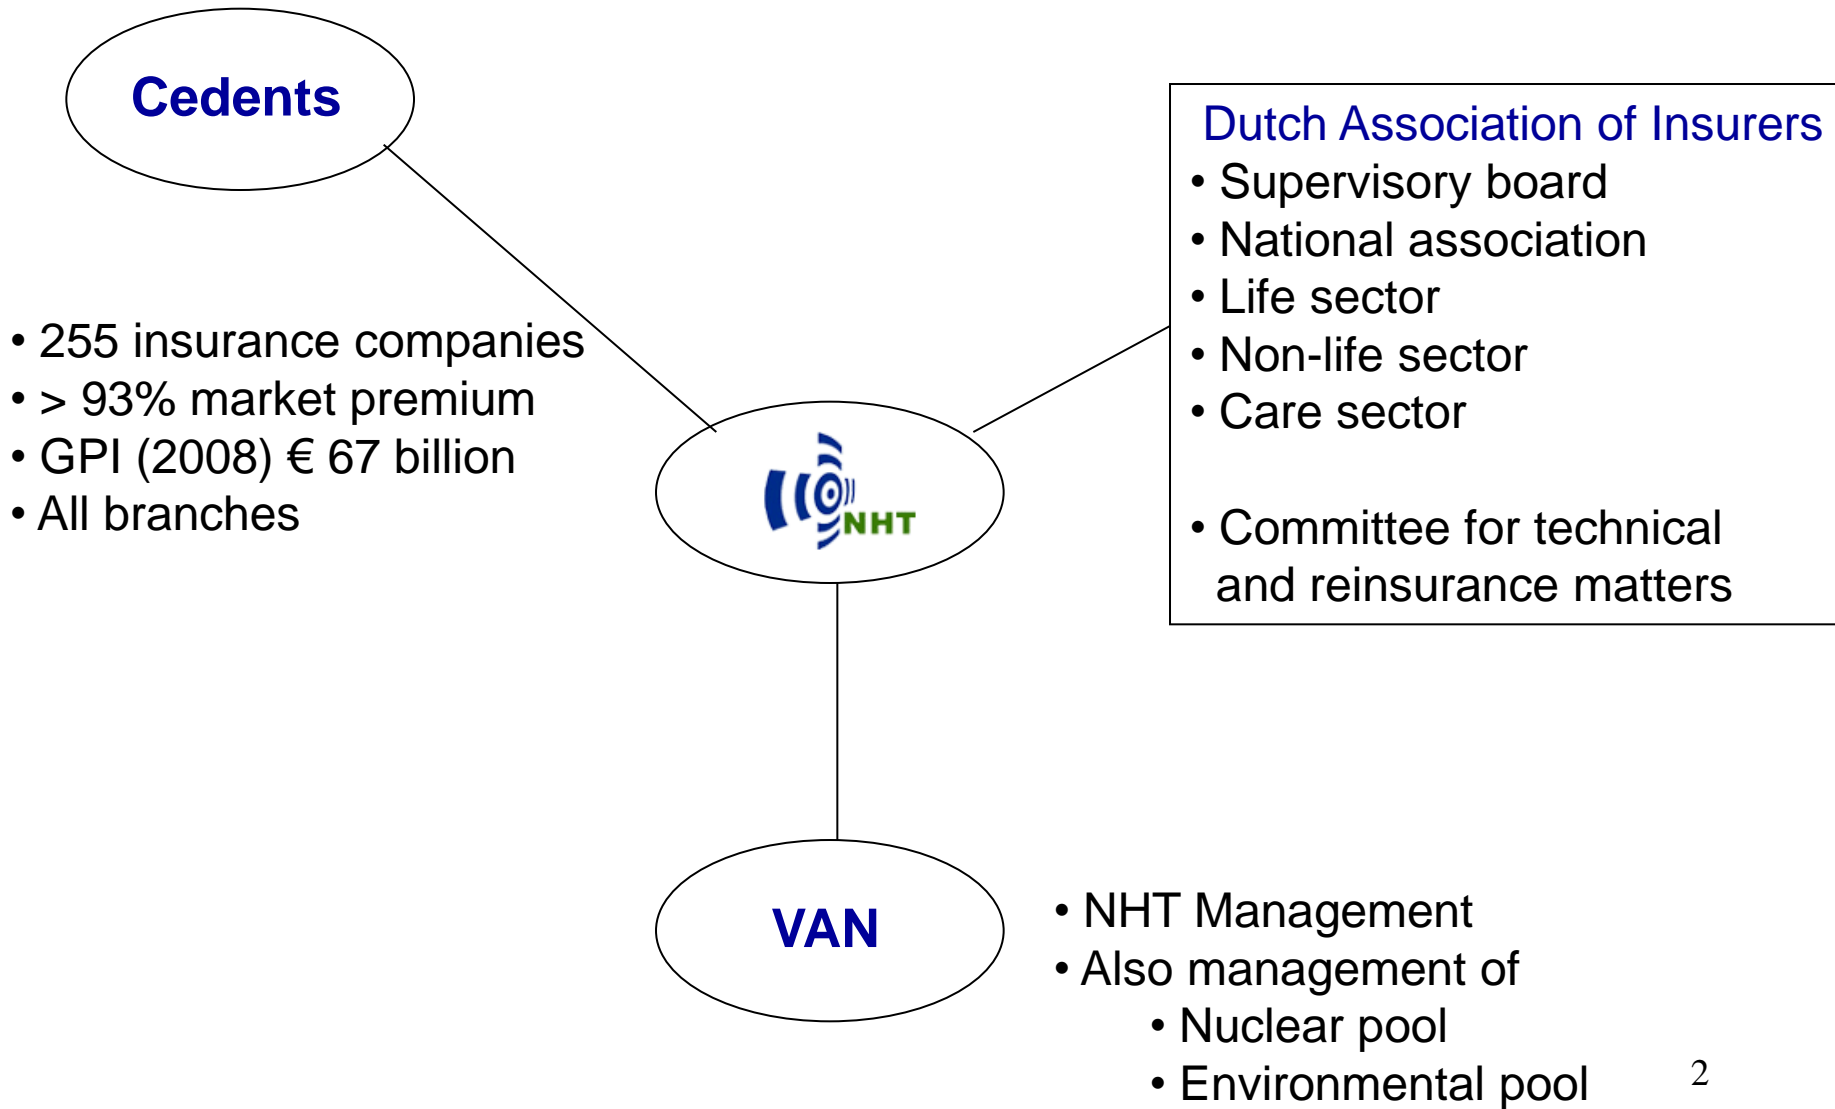 Cedents
• 255 insurance companies
• > 93% market premium
• GPI (2008) € 67 billion
• All branches
NHT
Dutch Association of Insurers
• Supervisory board
• National association
• Life sector
• Non-life sector
• Care sector
• Committee for technical
and reinsurance matters
VAN
• NHT Management
• Also management of
• Nuclear pool
• Environmental pool
2